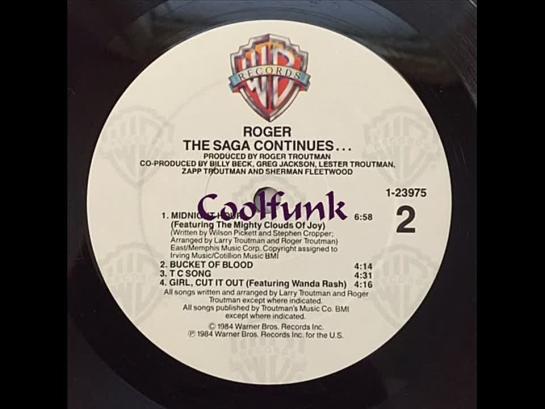 WB
RECORDS
ROGER
THE SAGA CONTINUES...
PRODUCED BY ROGER TROUTMAN
CO-PRODUCED BY BILLY BECK, GREG JACKSON, LESTER TROUTMAN,
ZAPP TROUTMAN AND SHERMAN FLEETWOOD
1-23975
Coolfunk
2
1. MIDNIGHT HOUR 6:58
(Featuring The Mighty Clouds Of Joy)
(Written by Wilson Pickett and Stephen Cropper;
Arranged by Larry Troutman and Roger Troutman)
East/Memphis Music Corp. Copyright assigned to
Irving Music/Cotillion Music BMI
2. BUCKET OF BLOOD 4:14
3. T C SONG 4:31
4. GIRL, CUT IT OUT (Featuring Wanda Rash) 4:16
All songs written and arranged by Larry Troutman and Roger
Troutman except where indicated.
All songs published by Troutman's Music Co. BMI
except where indicated.
© 1984 Warner Bros. Records Inc.
℗ 1984 Warner Bros. Records Inc. for the U.S.